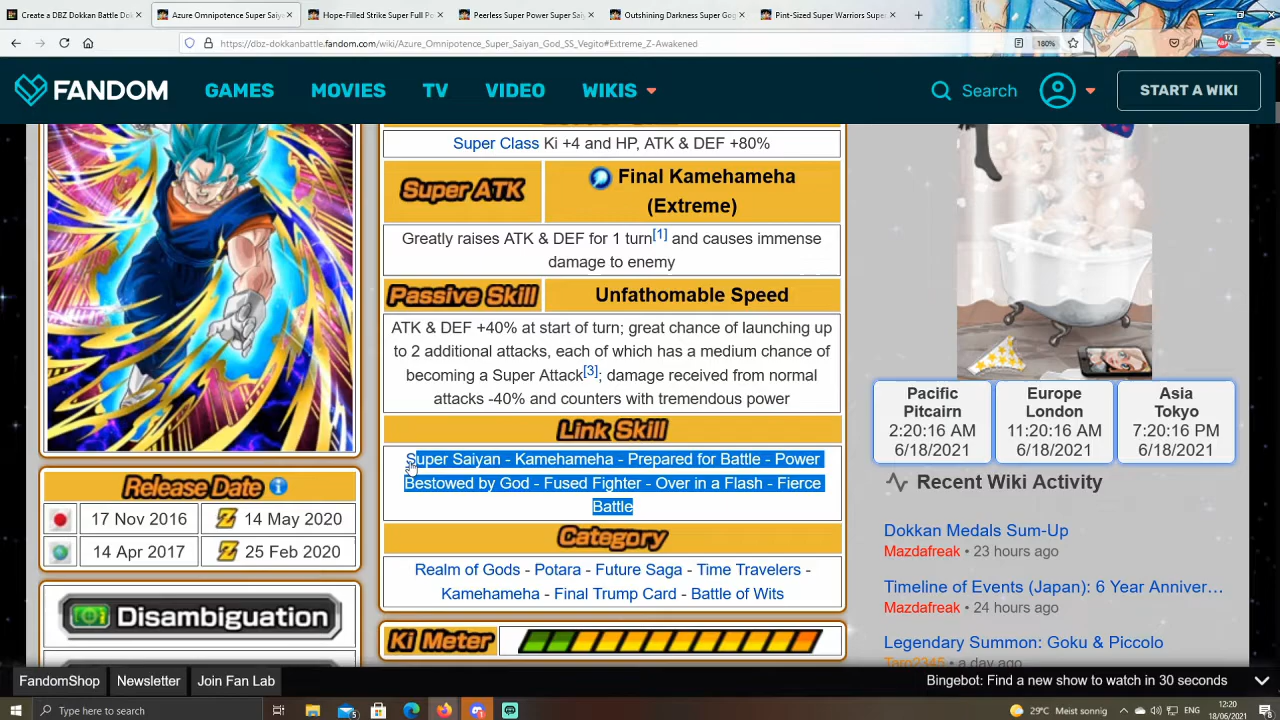 Create a DBZ Dokkan Battle Dok
Azure Omnipotence Super Saiy
Hope-Filled Strike Super Full Po
Peerless Super Power Super Sai
Outshining Darkness Super Go
Pint-Sized Super Warriors Super
https://dbz-dokkanbattle.fandom.com/wiki/Azure_Omnipotence_Super_Saiyan_God_SS_Vegito#Extreme_Z-Awakened
180%
17
FANDOM
GAMES
MOVIES
TV
VIDEO
WIKIS
Search
START A WIKI
Super Class Ki +4 and HP, ATK & DEF +80%
Super ATK
Final Kamehameha
(Extreme)
Greatly raises ATK & DEF for 1 turn[1] and causes immense
damage to enemy
Passive Skill
Unfathomable Speed
ATK & DEF +40% at start of turn; great chance of launching up
to 2 additional attacks, each of which has a medium chance of
becoming a Super Attack[3]; damage received from normal
attacks -40% and counters with tremendous power
Link Skill
Super Saiyan - Kamehameha - Prepared for Battle - Power
Bestowed by God - Fused Fighter - Over in a Flash - Fierce
Battle
Category
Realm of Gods - Potara - Future Saga - Time Travelers -
Kamehameha - Final Trump Card - Battle of Wits
Ki Meter
Release Date
17 Nov 2016
Z 14 May 2020
14 Apr 2017
Z 25 Feb 2020
Disambiguation
Pacific
Pitcairn
2:20:16 AM
6/18/2021
Europe
London
11:20:16 AM
6/18/2021
Asia
Tokyo
7:20:16 PM
6/18/2021
Recent Wiki Activity
Dokkan Medals Sum-Up
Mazdafreak • 23 hours ago
Timeline of Events (Japan): 6 Year Anniver…
Mazdafreak • 24 hours ago
Legendary Summon: Goku & Piccolo
a day ago
FandomShop
Newsletter
Join Fan Lab
Bingebot: Find a new show to watch in 30 seconds
Type here to search
29°C Meist sonnig
ENG
12:20
18/06/2021